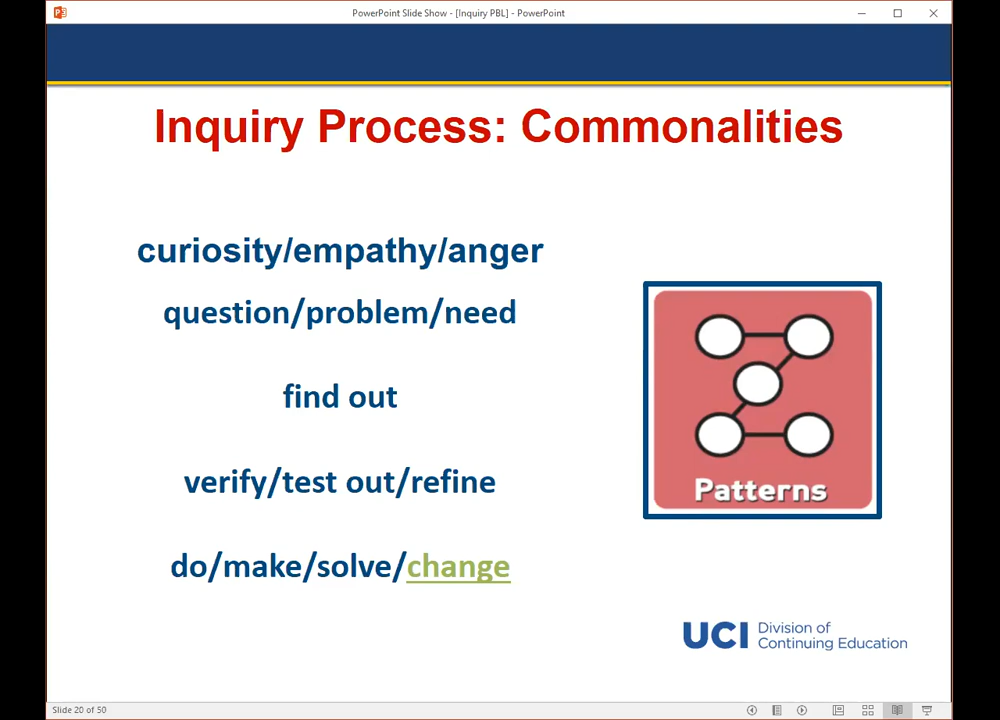 PowerPoint Slide Show - [Inquiry PBL] - PowerPoint
Inquiry Process: Commonalities
curiosity/empathy/anger
question/problem/need
find out
verify/test out/refine
do/make/solve/change
Patterns
UCI Division of
Continuing Education
Slide 20 of 50